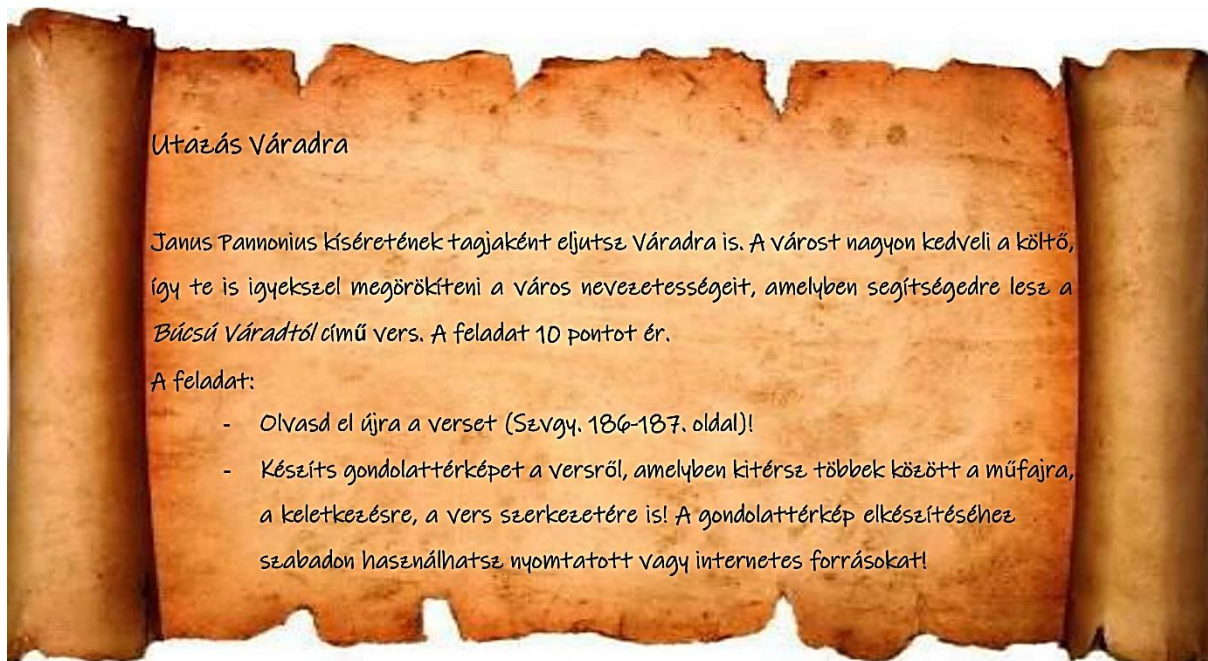 Utazás Váradra
Janus Pannonius kíséretének tagjaként eljutsz Váradra is. A várost nagyon kedveli a költő,
így te is igyekszel megörökíteni a város nevezetességeit, amelyben segítségedre lesz a
Búcsú Váradtól című vers. A feladat 10 pontot ér.
A feladat:
- Olvasd el újra a verset (Szvgy. 186-187. oldal)!
- Készíts gondolattérképet a versről, amelyben kitérsz többek között a műfajra,
a keletkezésre, a vers szerkezetére is! A gondolattérkép elkészítéséhez
szabadon használhatsz nyomtatott vagy internetes forrásokat!